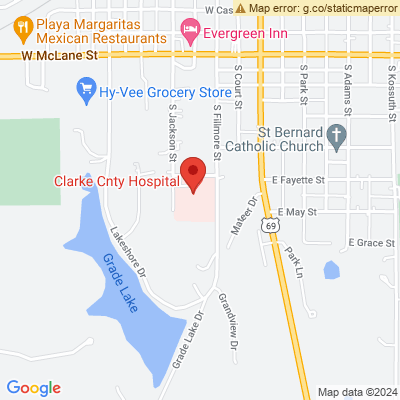 Map error: g.co/staticmaperror
W Cas
Playa Margaritas
Mexican Restaurants
Evergreen Inn
W McLane St
Hy-Vee Grocery Store
S Jackson St
S Fillmore St
S Court St
S Park St
S Adams St
S Kossuth St
St Bernard
Catholic Church
Clarke Cnty Hospital
E Fayette St
E May St
Mateer Dr
69
E Grace St
Park Ln
Lakeshore Dr
Grade Lake
Grade Lake Dr
Grandview Dr
Google
Map data ©2024